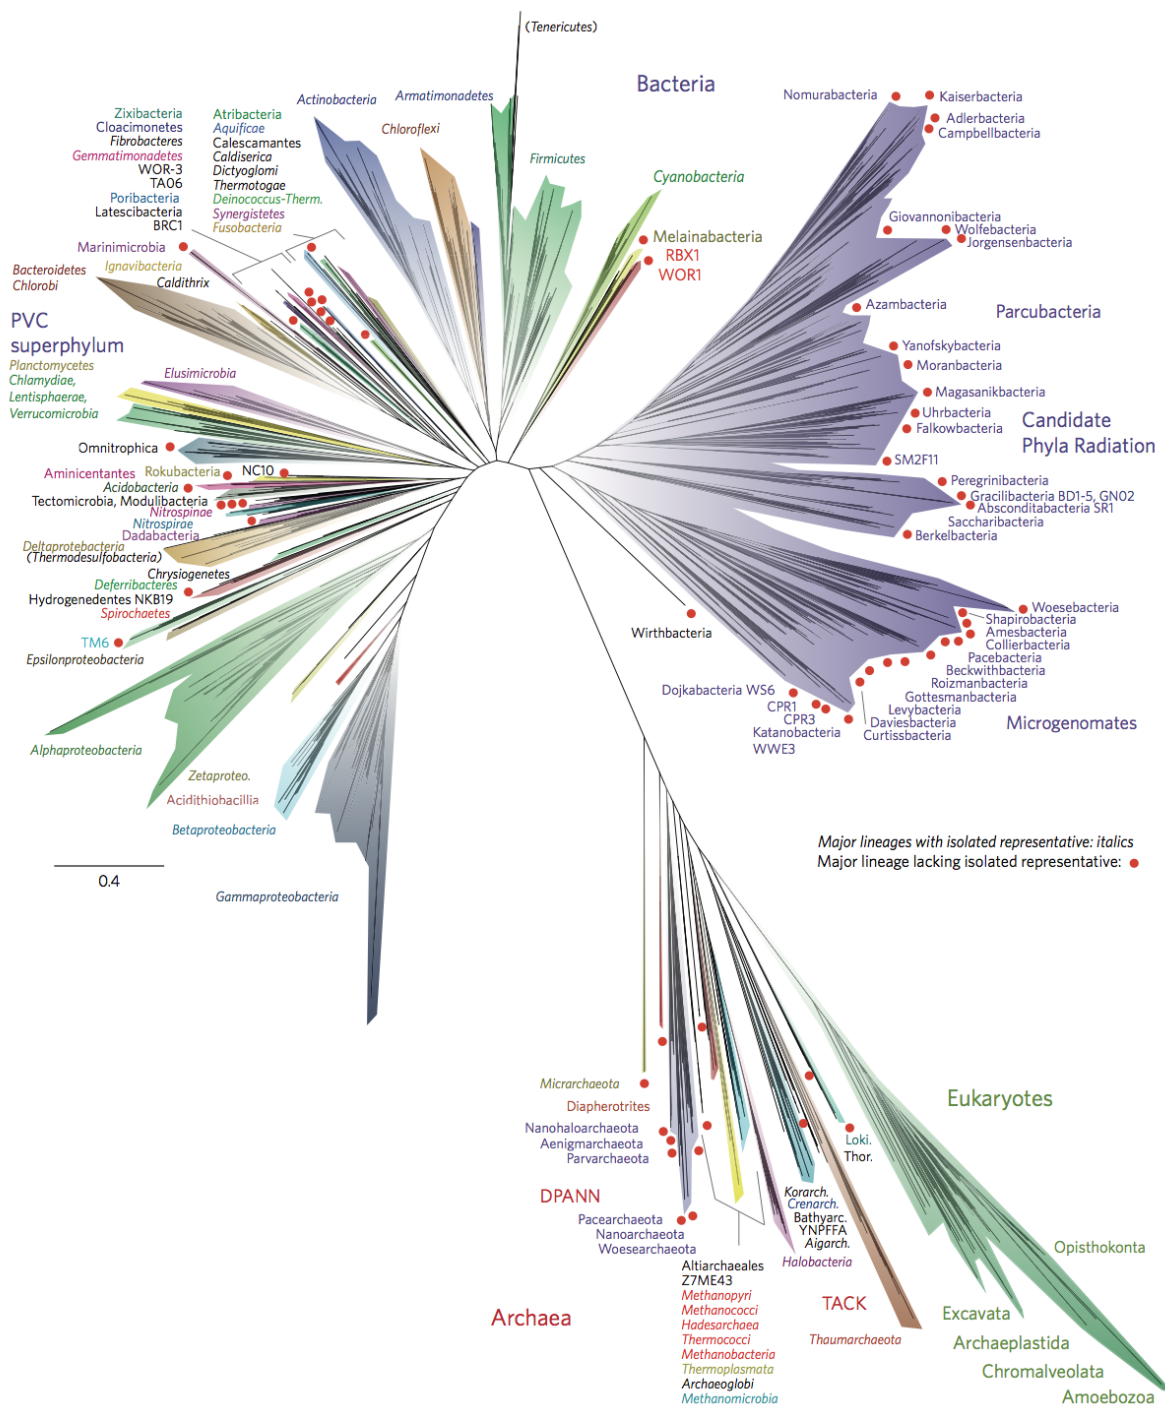 (Tenericutes)
Bacteria
Actinobacteria
Armatimonadetes
Chloroflexi
Firmicutes
Cyanobacteria
Melainabacteria
RBX1
WOR1
Zixibacteria
Cloacimonetes
Fibrobacteres
Gemmatimonadetes
WOR-3
TA06
Poribacteria
Latescibacteria
BRC1
Atribacteria
Aquificae
Calescamantes
Caldiserica
Dictyoglomi
Thermotogae
Deinococcus-Therm.
Synergistetes
Fusobacteria
Marinimicrobia
Ignavibacteria
Bacteroidetes
Chlorobi
Caldithrix
PVC
superphylum
Planctomycetes
Chlamydiae,
Lentisphaerae,
Verrucomicrobia
Elusimicrobia
Omnitrophica
Aminicentantes
Rokubacteria
NC10
Acidobacteria
Tectomicrobia, Modulibacteria
Nitrospinae
Nitrospirae
Dadabacteria
Deltaprotebacteria
(Thermodesulfobacteria)
Chrysiogenetes
Deferribacteres
Hydrogenedentes NKB19
Spirochaetes
TM6
Epsilonproteobacteria
Alphaproteobacteria
Zetaproteo.
Acidithiobacillia
Betaproteobacteria
Gammaproteobacteria
0.4
Nomurabacteria
Kaiserbacteria
Adlerbacteria
Campbellbacteria
Giovannonibacteria
Wolfebacteria
Jorgensenbacteria
Azambacteria
Parcubacteria
Yanofskybacteria
Moranbacteria
Magasanikbacteria
Uhrbacteria
Falkowbacteria
Candidate
Phyla Radiation
SM2F11
Peregrinibacteria
Gracilibacteria BD1-5, GN02
Absconditabacteria SR1
Saccharibacteria
Berkelbacteria
Wirthbacteria
Woesebacteria
Shapirobacteria
Amesbacteria
Collierbacteria
Pacebacteria
Beckwithbacteria
Roizmanbacteria
Gottesmanbacteria
Levybacteria
Daviesbacteria
Curtissbacteria
Microgenomates
Dojkabacteria WS6
CPR1
CPR3
Katanobacteria
WWE3
Major lineages with isolated representative: italics
Major lineage lacking isolated representative:
Micrarchaeota
Diapherotrites
Nanohaloarchaeota
Aenigmarchaeota
Parvarchaeota
DPANN
Pacearchaeota
Nanoarchaeota
Woesearchaeota
Archaea
Altiarchaeales
Z7ME43
Methanopyri
Methanococci
Hadesarchaea
Thermococci
Methanobacteria
Thermoplasmata
Archaeoglobi
Methanomicrobia
Halobacteria
Korarch.
Crenarch.
Bathyarc.
YNPFFA
Aigarch.
TACK
Thaumarchaeota
Loki.
Thor.
Eukaryotes
Opisthokonta
Excavata
Archaeplastida
Chromalveolata
Amoebozoa